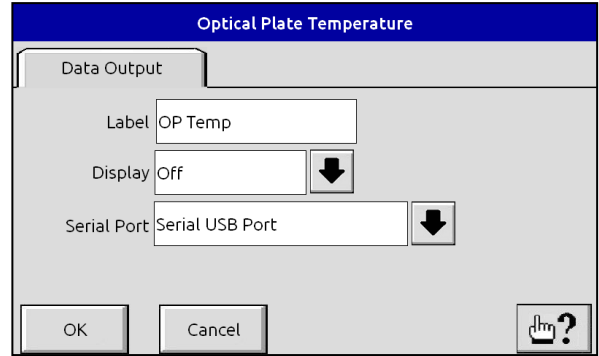 Optical Plate Temperature
Data Output
Label OP Temp
Display Off
Serial Port Serial USB Port
OK Cancel ?